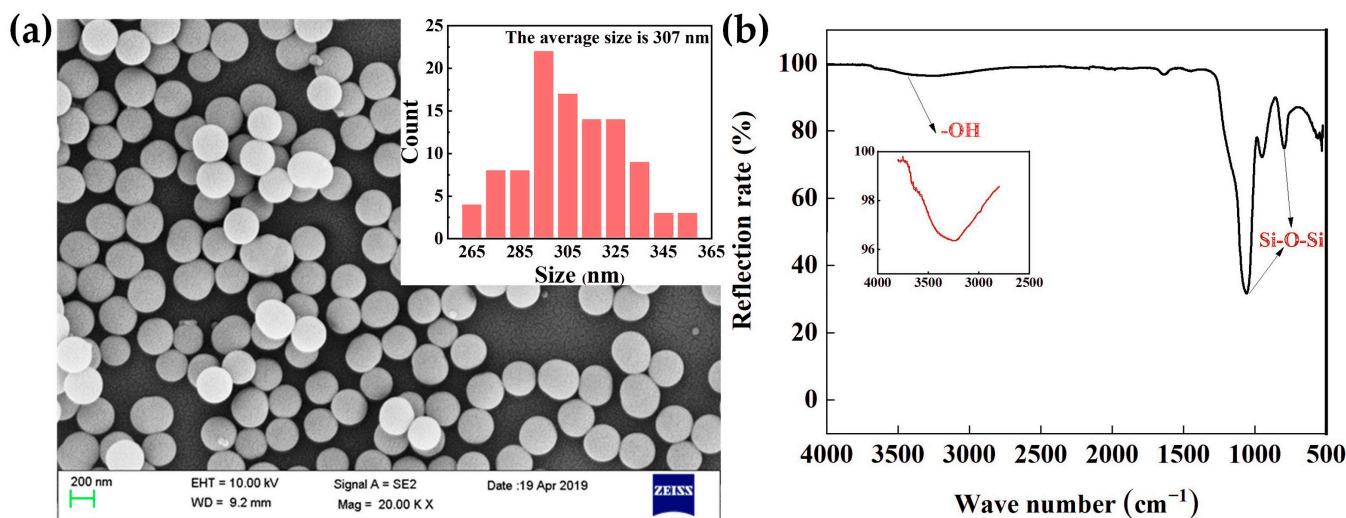 (a)
The average size is 307 nm
25
20
15
10
5
0
Count
265 285 305 325 345 365
Size (nm)
200 nm
EHT = 10.00 kV
Signal A = SE2
Date :19 Apr 2019
WD = 9.2 mm
Mag = 20.00 K X
ZEISS
(b)
100
80
60
40
20
0
Reflection rate (%)
-OH
100
98
96
4000 3500 3000 2500
Si-O-Si
4000 3500 3000 2500 2000 1500 1000 500
Wave number (cm⁻¹)